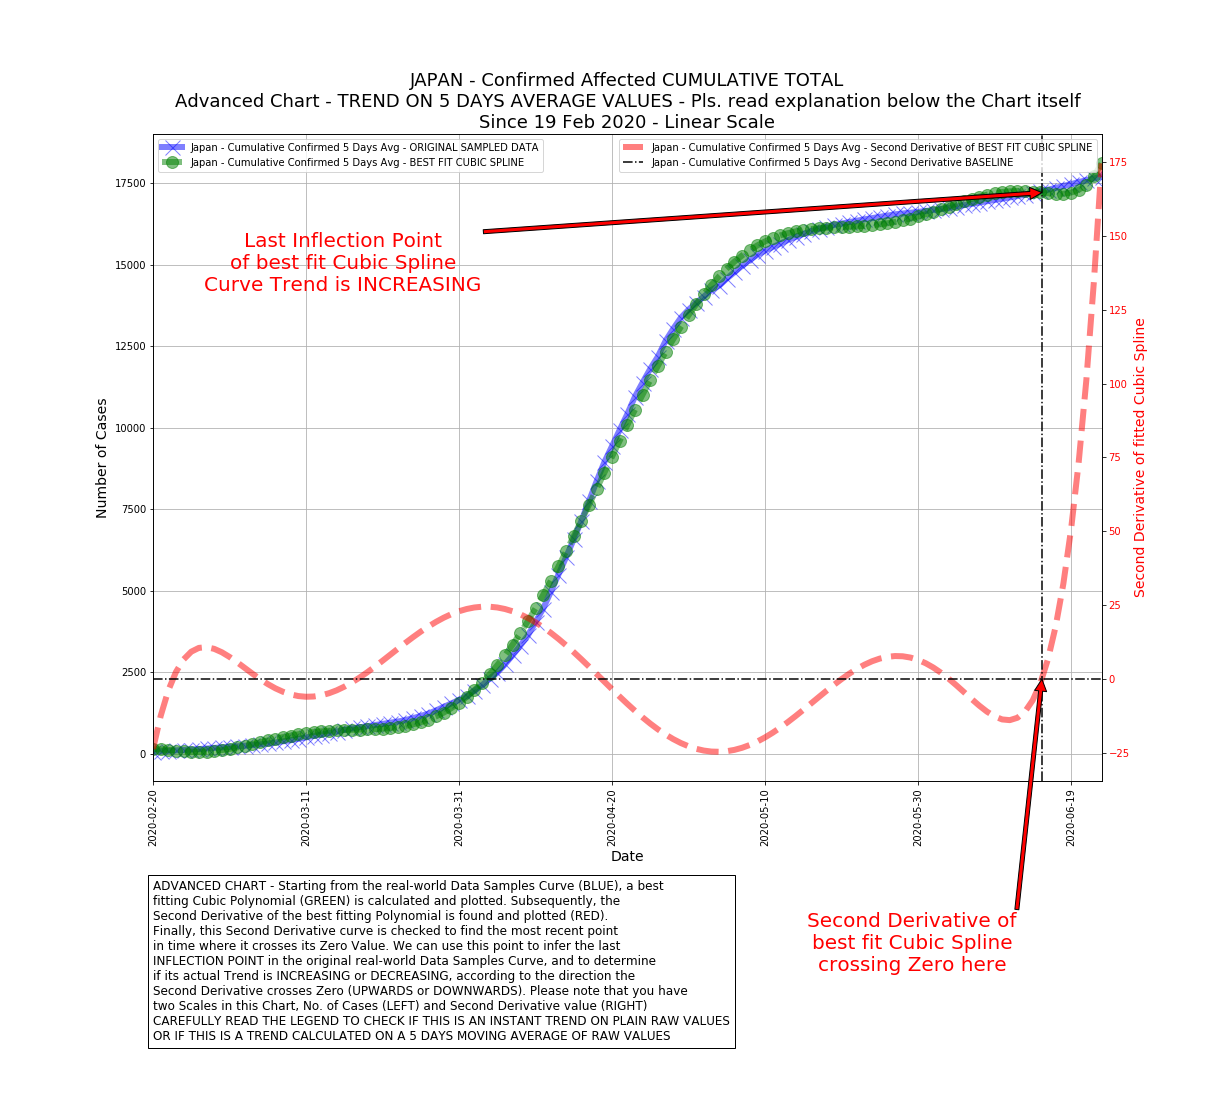 JAPAN - Confirmed Affected CUMULATIVE TOTAL
Advanced Chart - TREND ON 5 DAYS AVERAGE VALUES - Pls. read explanation below the Chart itself
Since 19 Feb 2020 - Linear Scale
Japan - Cumulative Confirmed 5 Days Avg - ORIGINAL SAMPLED DATA
Japan - Cumulative Confirmed 5 Days Avg - BEST FIT CUBIC SPLINE
Japan - Cumulative Confirmed 5 Days Avg - Second Derivative of BEST FIT CUBIC SPLINE
Japan - Cumulative Confirmed 5 Days Avg - Second Derivative BASELINE
Last Inflection Point
of best fit Cubic Spline
Curve Trend is INCREASING
Number of Cases
17500
15000
12500
10000
7500
5000
2500
0
175
150
125
100
75
50
25
0
−25
Second Derivative of fitted Cubic Spline
2020-02-20
2020-03-11
2020-03-31
2020-04-20
2020-05-10
2020-05-30
2020-06-19
Date
ADVANCED CHART - Starting from the real-world Data Samples Curve (BLUE), a best
fitting Cubic Polynomial (GREEN) is calculated and plotted. Subsequently, the
Second Derivative of the best fitting Polynomial is found and plotted (RED).
Finally, this Second Derivative curve is checked to find the most recent point
in time where it crosses its Zero Value. We can use this point to infer the last
INFLECTION POINT in the original real-world Data Samples Curve, and to determine
if its actual Trend is INCREASING or DECREASING, according to the direction the
Second Derivative crosses Zero (UPWARDS or DOWNWARDS). Please note that you have
two Scales in this Chart, No. of Cases (LEFT) and Second Derivative value (RIGHT)
CAREFULLY READ THE LEGEND TO CHECK IF THIS IS AN INSTANT TREND ON PLAIN RAW VALUES
OR IF THIS IS A TREND CALCULATED ON A 5 DAYS MOVING AVERAGE OF RAW VALUES
Second Derivative of
best fit Cubic Spline
crossing Zero here